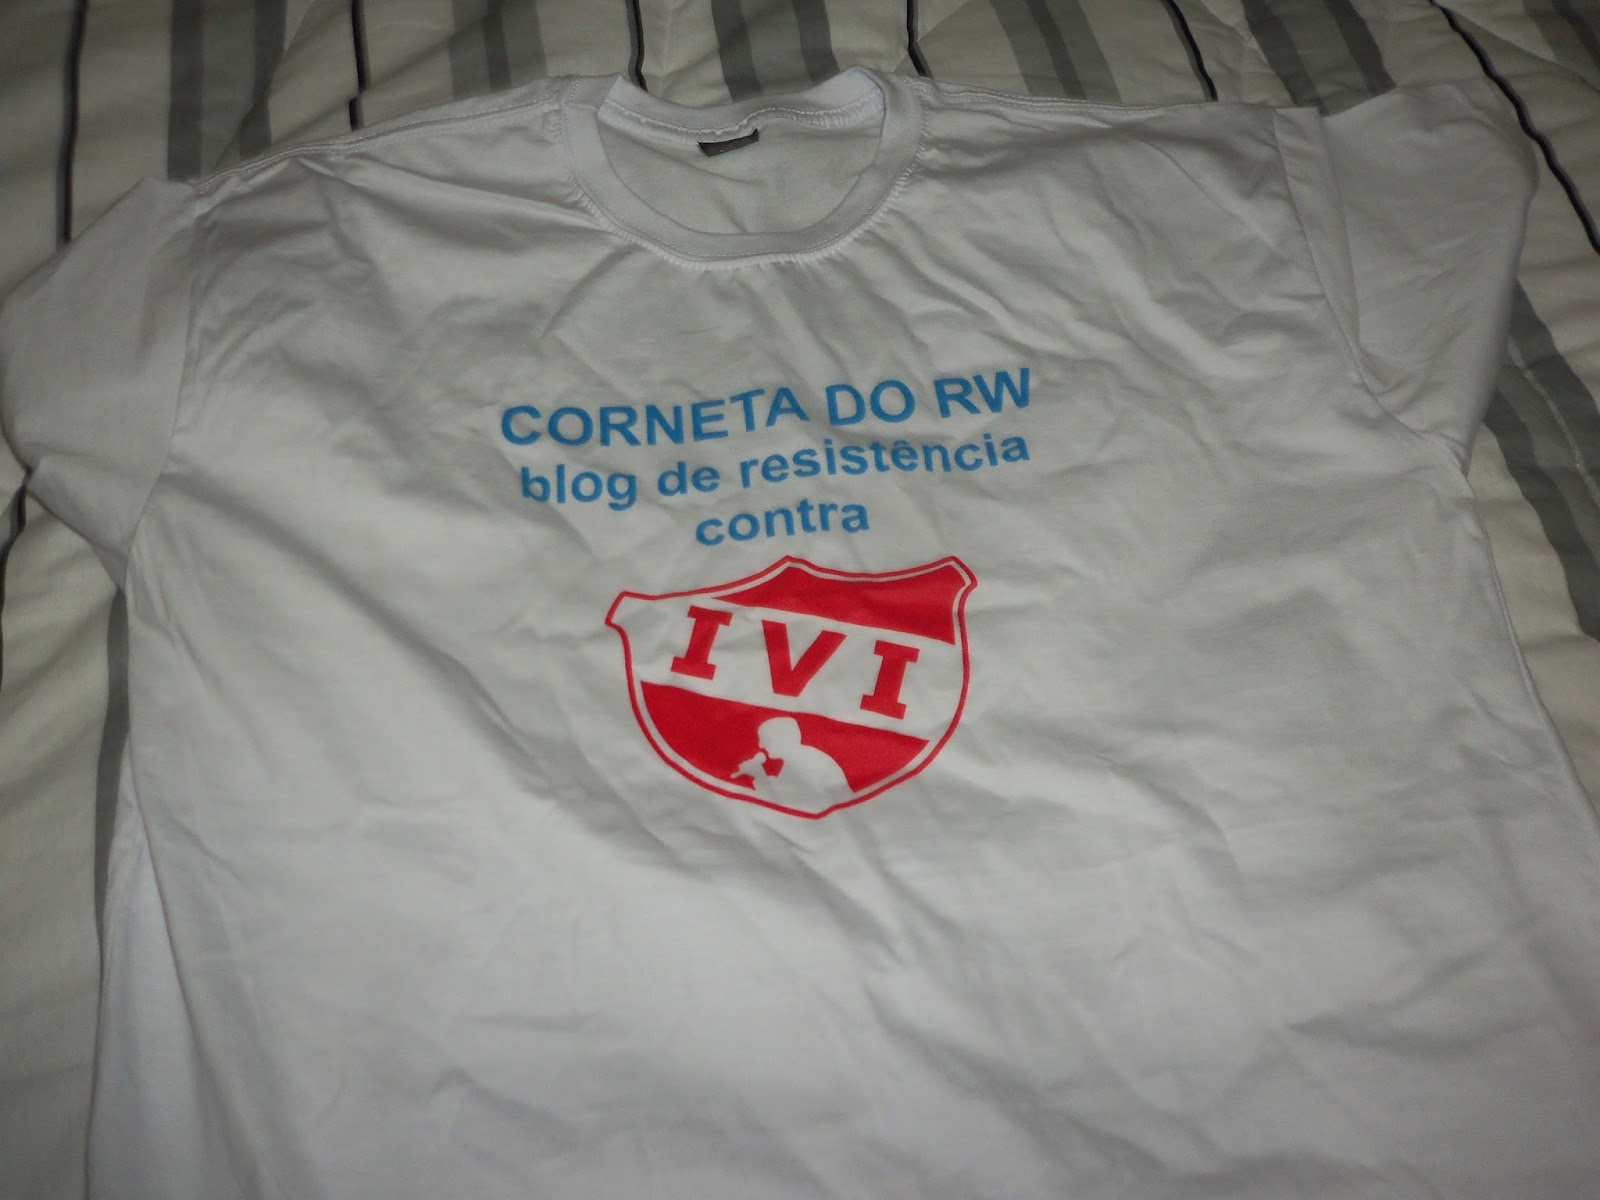 CORNETA DO RW
blog de resistência
contra
IVI